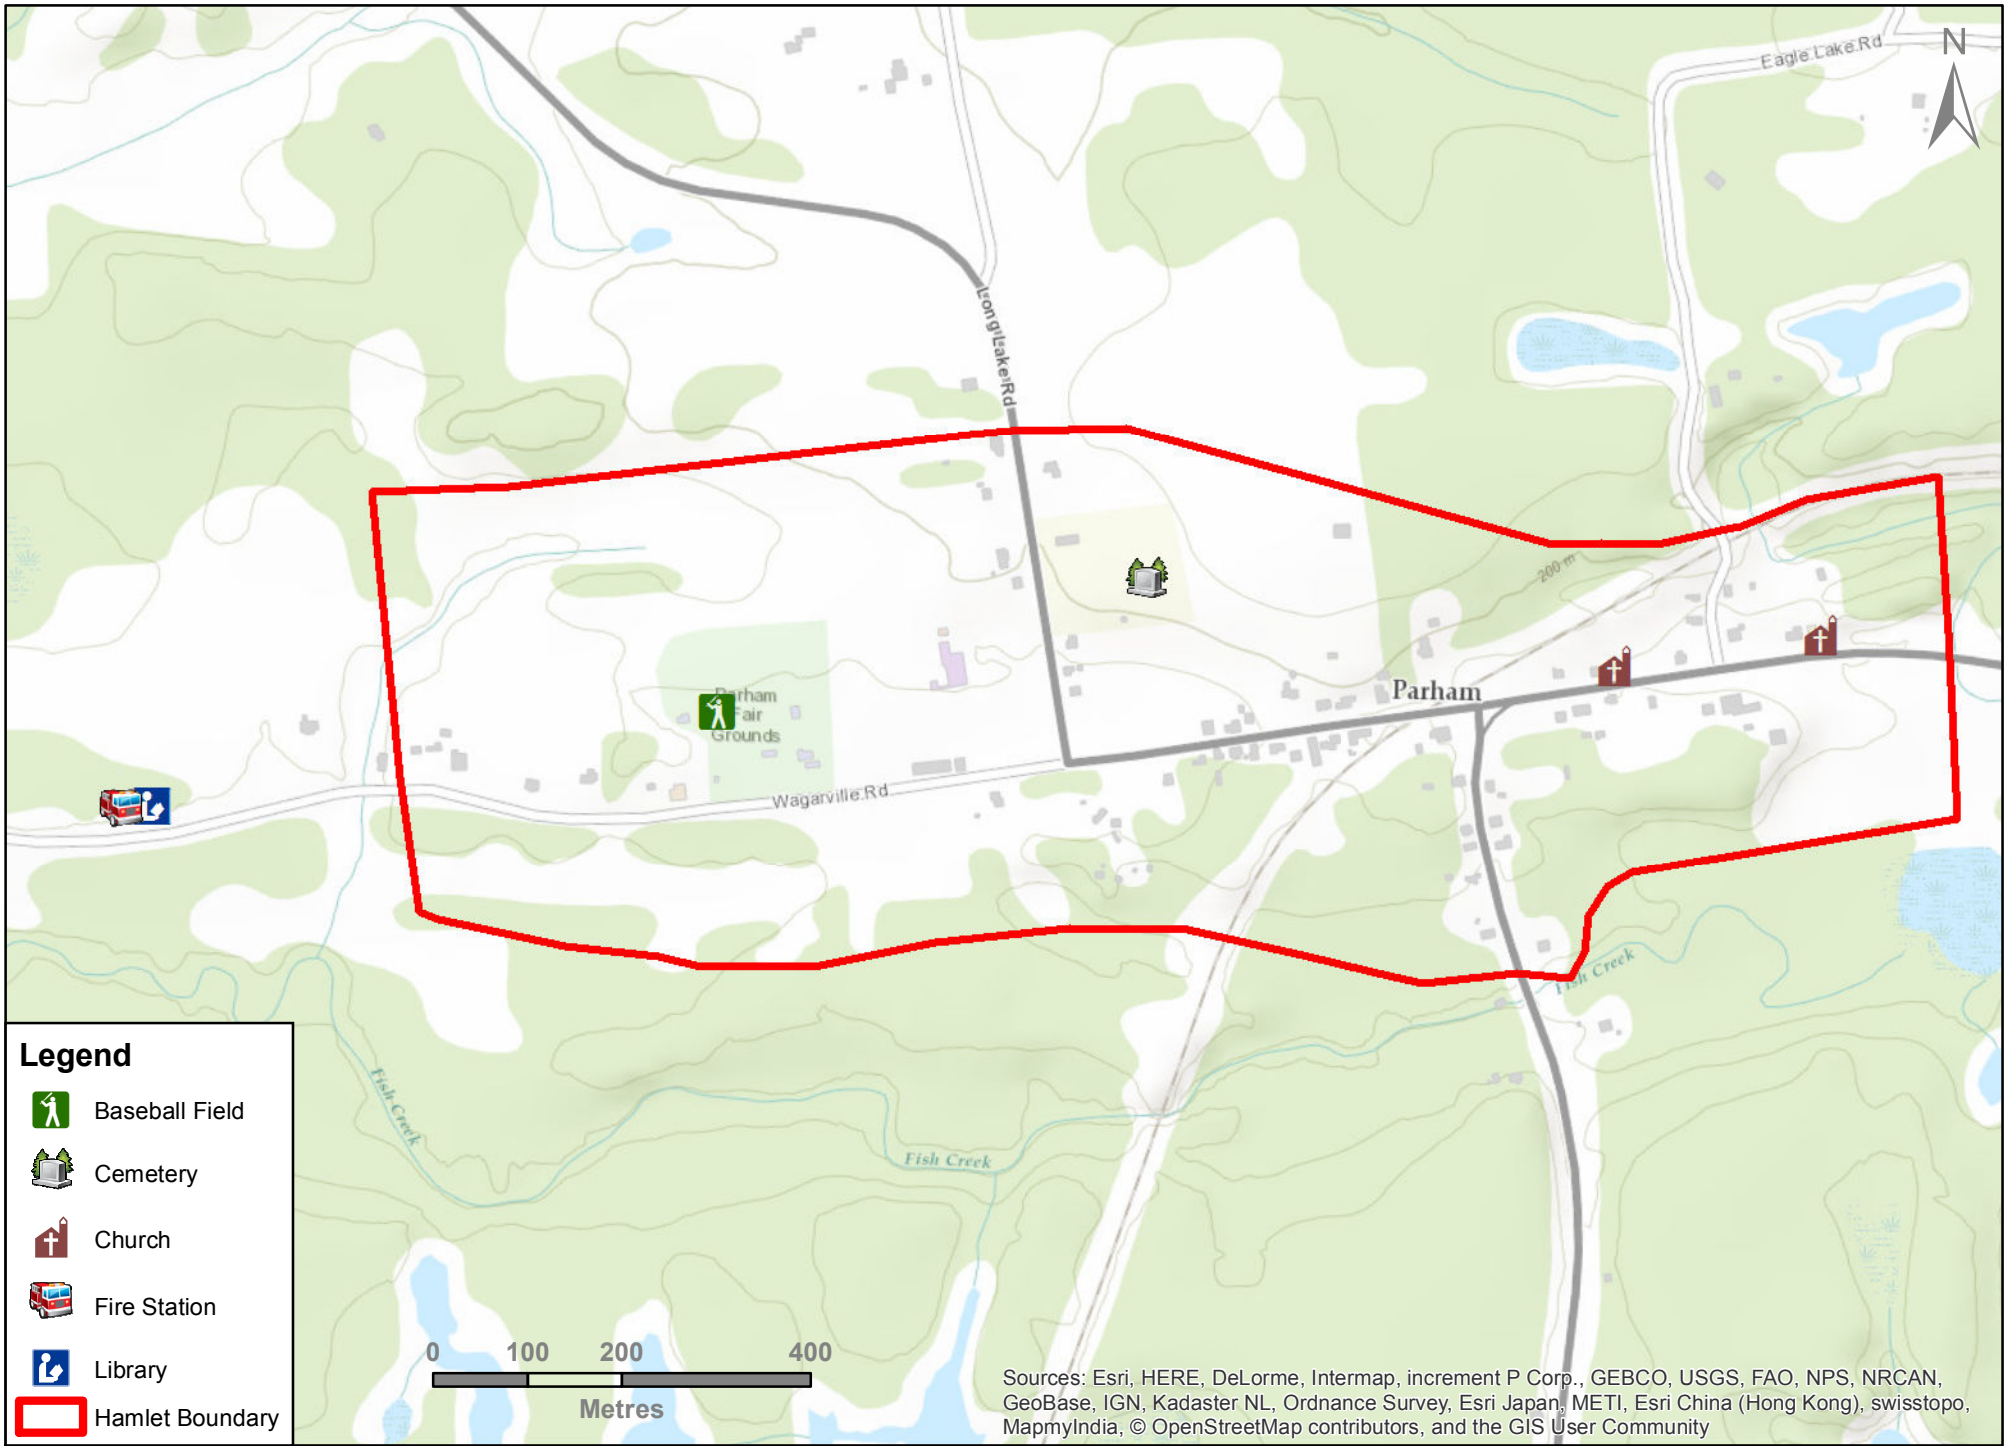 Eagle Lake Rd
N
Long Lake Rd
200 m
Parham
Parham
Fair
Grounds
Wagarville Rd
Fish Creek
Fish Creek
Fish Creek
Legend
Baseball Field
Cemetery
Church
Fire Station
Library
Hamlet Boundary
0 100 200 400
Metres
Sources: Esri, HERE, DeLorme, Intermap, increment P Corp., GEBCO, USGS, FAO, NPS, NRCAN,
GeoBase, IGN, Kadaster NL, Ordnance Survey, Esri Japan, METI, Esri China (Hong Kong), swisstopo,
MapmyIndia, © OpenStreetMap contributors, and the GIS User Community